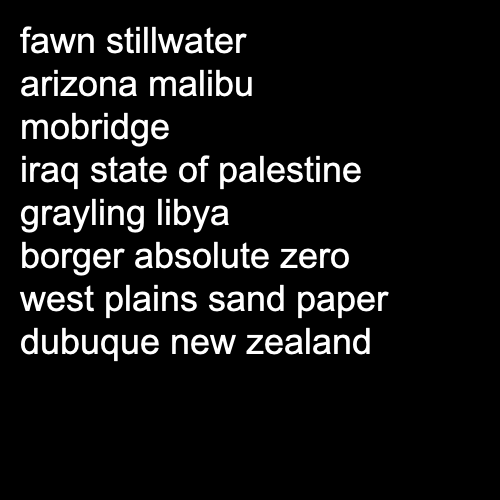 fawn stillwater
arizona malibu
mobridge
iraq state of palestine
grayling libya
borger absolute zero
west plains sand paper
dubuque new zealand